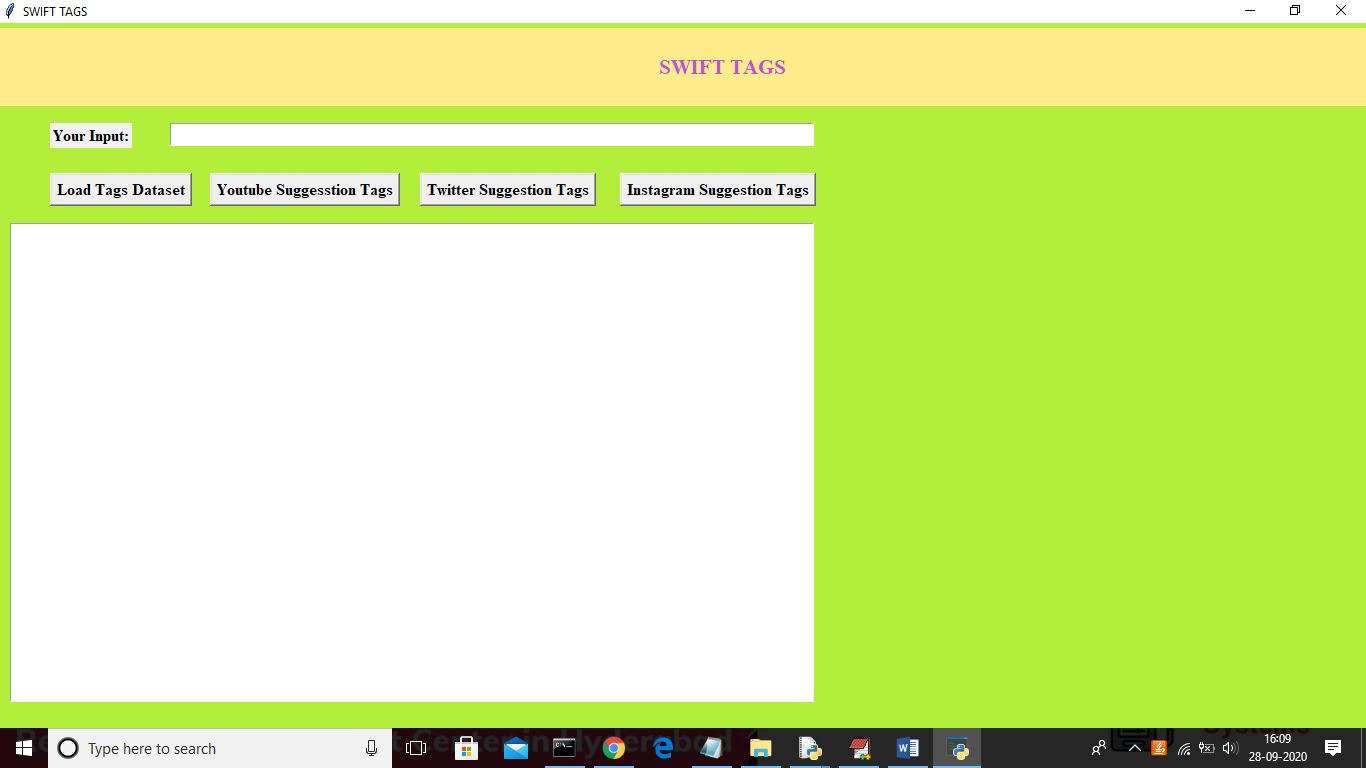 SWIFT TAGS
SWIFT TAGS
Your Input:
Load Tags Dataset
Youtube Suggesstion Tags
Twitter Suggestion Tags
Instagram Suggestion Tags
Type here to search
16:09
28-09-2020